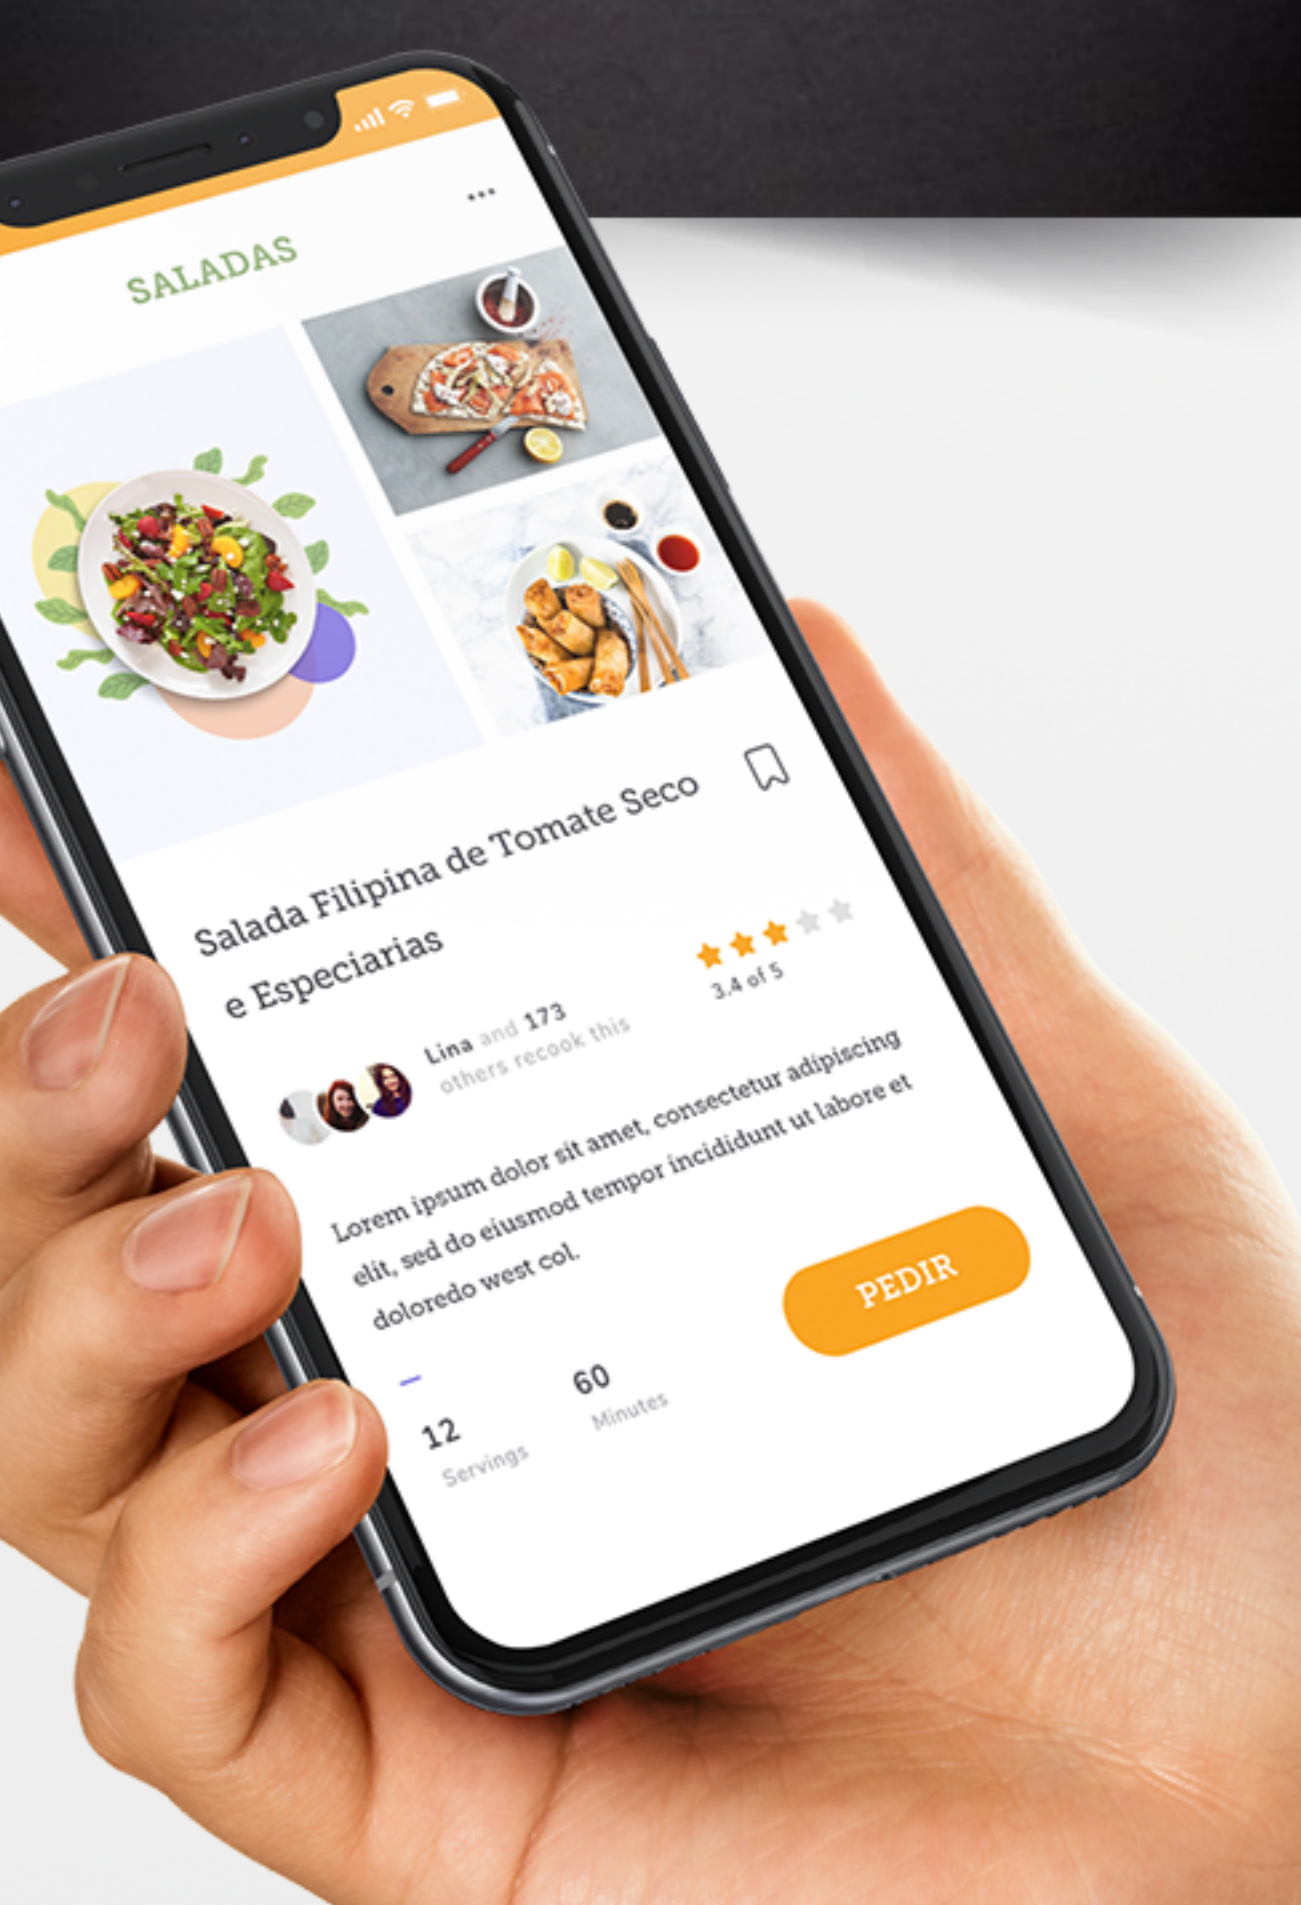 SALADAS
Salada Filipina de Tomate Seco
e Especiarias
3,4 of 5
Lina and 173
others recook this
Lorem ipsum dolor sit amet, consectetur adipiscing
elit, sed do eiusmod tempor incididunt ut labore et
doloredo west col.
PEDIR
12
Servings
60
Minutes